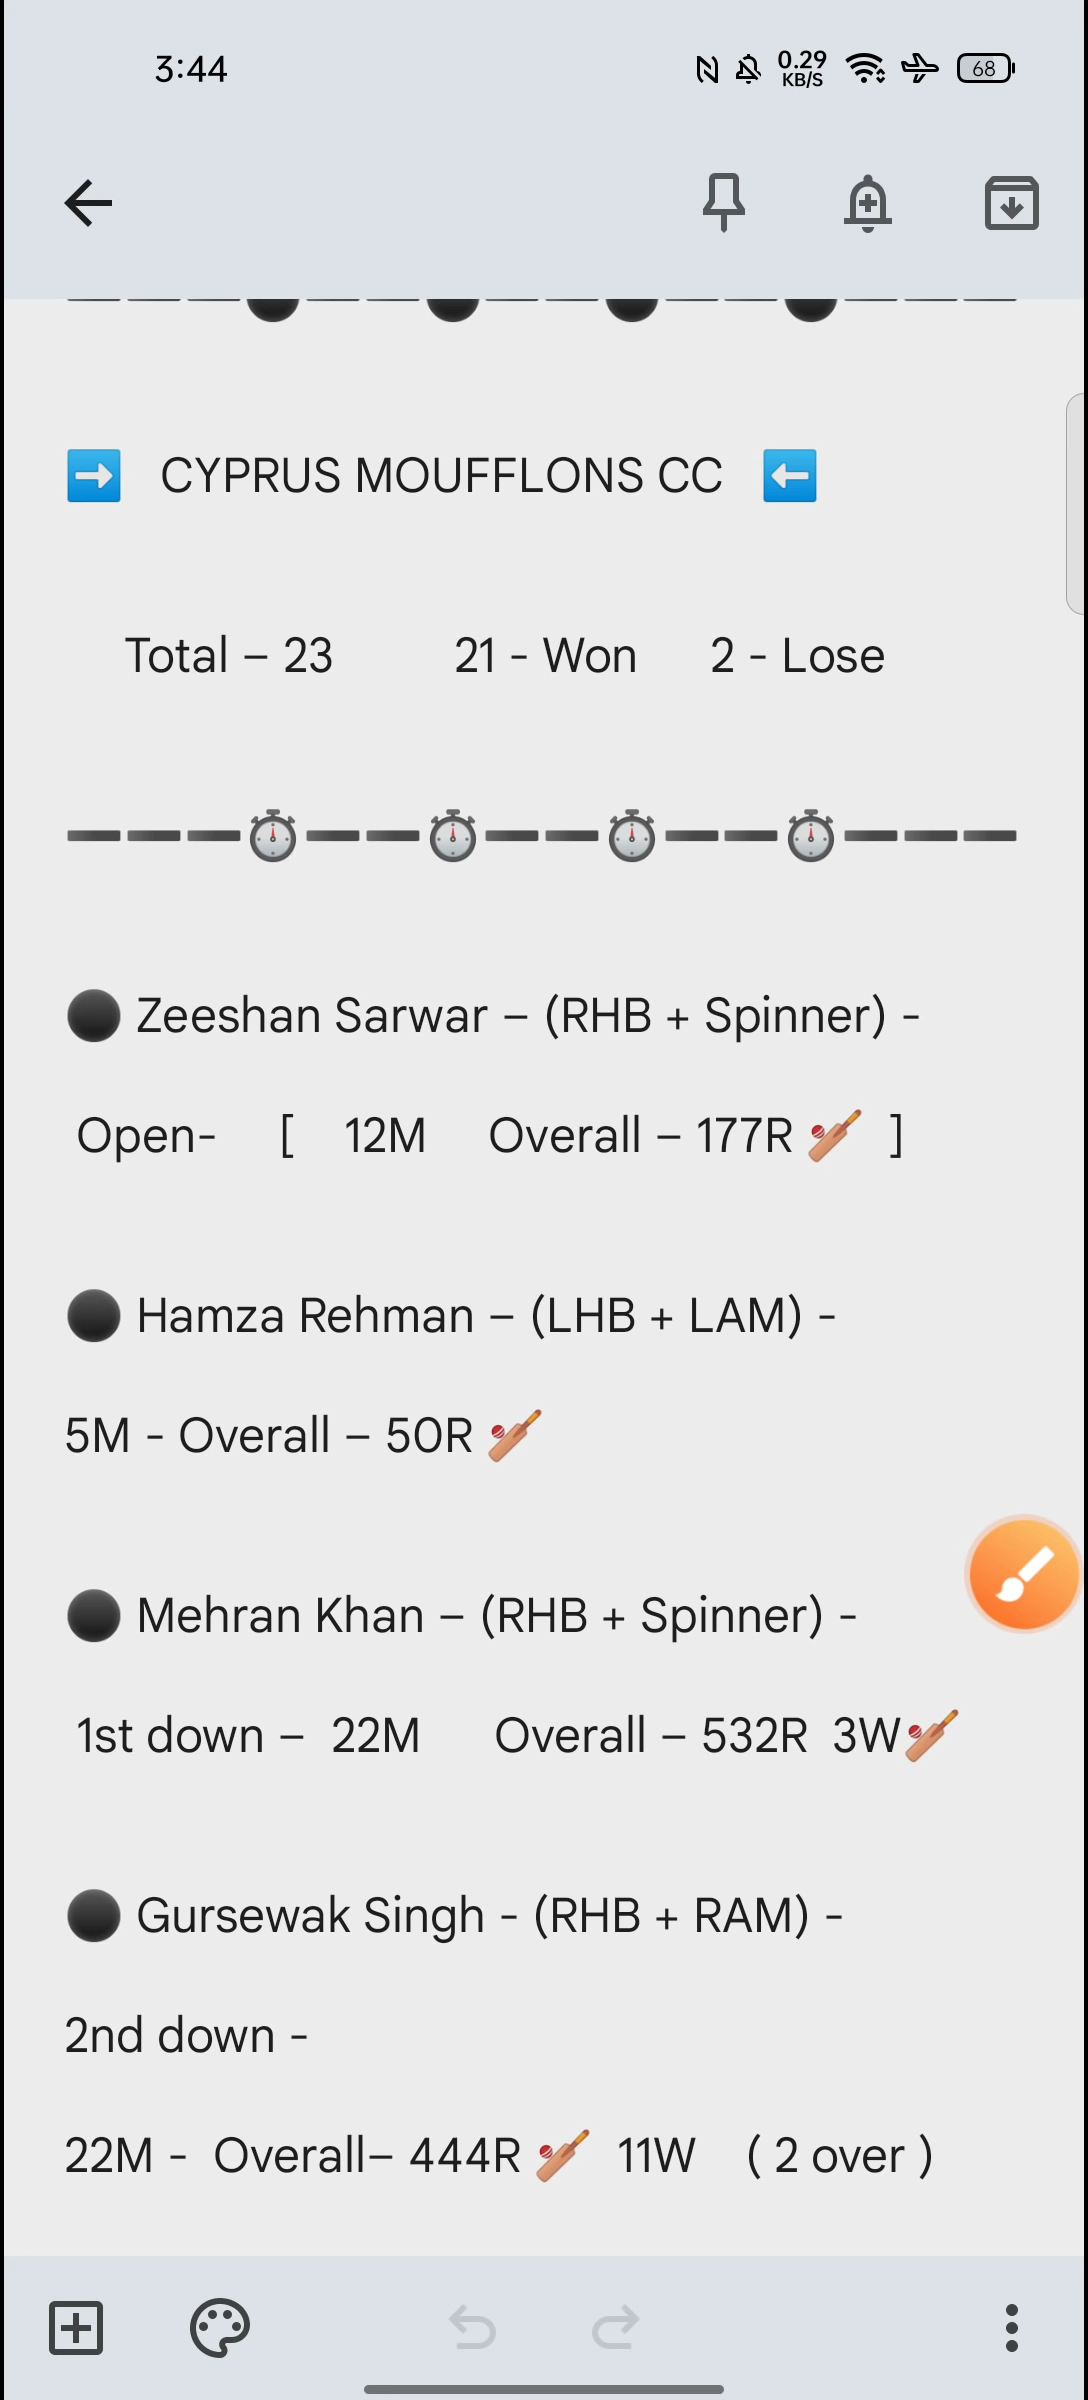 3:44
0.29
KB/S
68
➡️ CYPRUS MOUFFLONS CC ⬅️
Total – 23 21 - Won 2 - Lose
➖➖➖⏱️➖➖⏱️➖➖⏱️➖➖⏱️➖➖➖
⚫ Zeeshan Sarwar – (RHB + Spinner) -
Open- [ 12M Overall – 177R 🏏 ]
⚫ Hamza Rehman – (LHB + LAM) -
5M - Overall – 50R 🏏
⚫ Mehran Khan – (RHB + Spinner) -
1st down – 22M Overall – 532R 3W🏏
⚫ Gursewak Singh - (RHB + RAM) -
2nd down -
22M - Overall– 444R 🏏 11W ( 2 over )